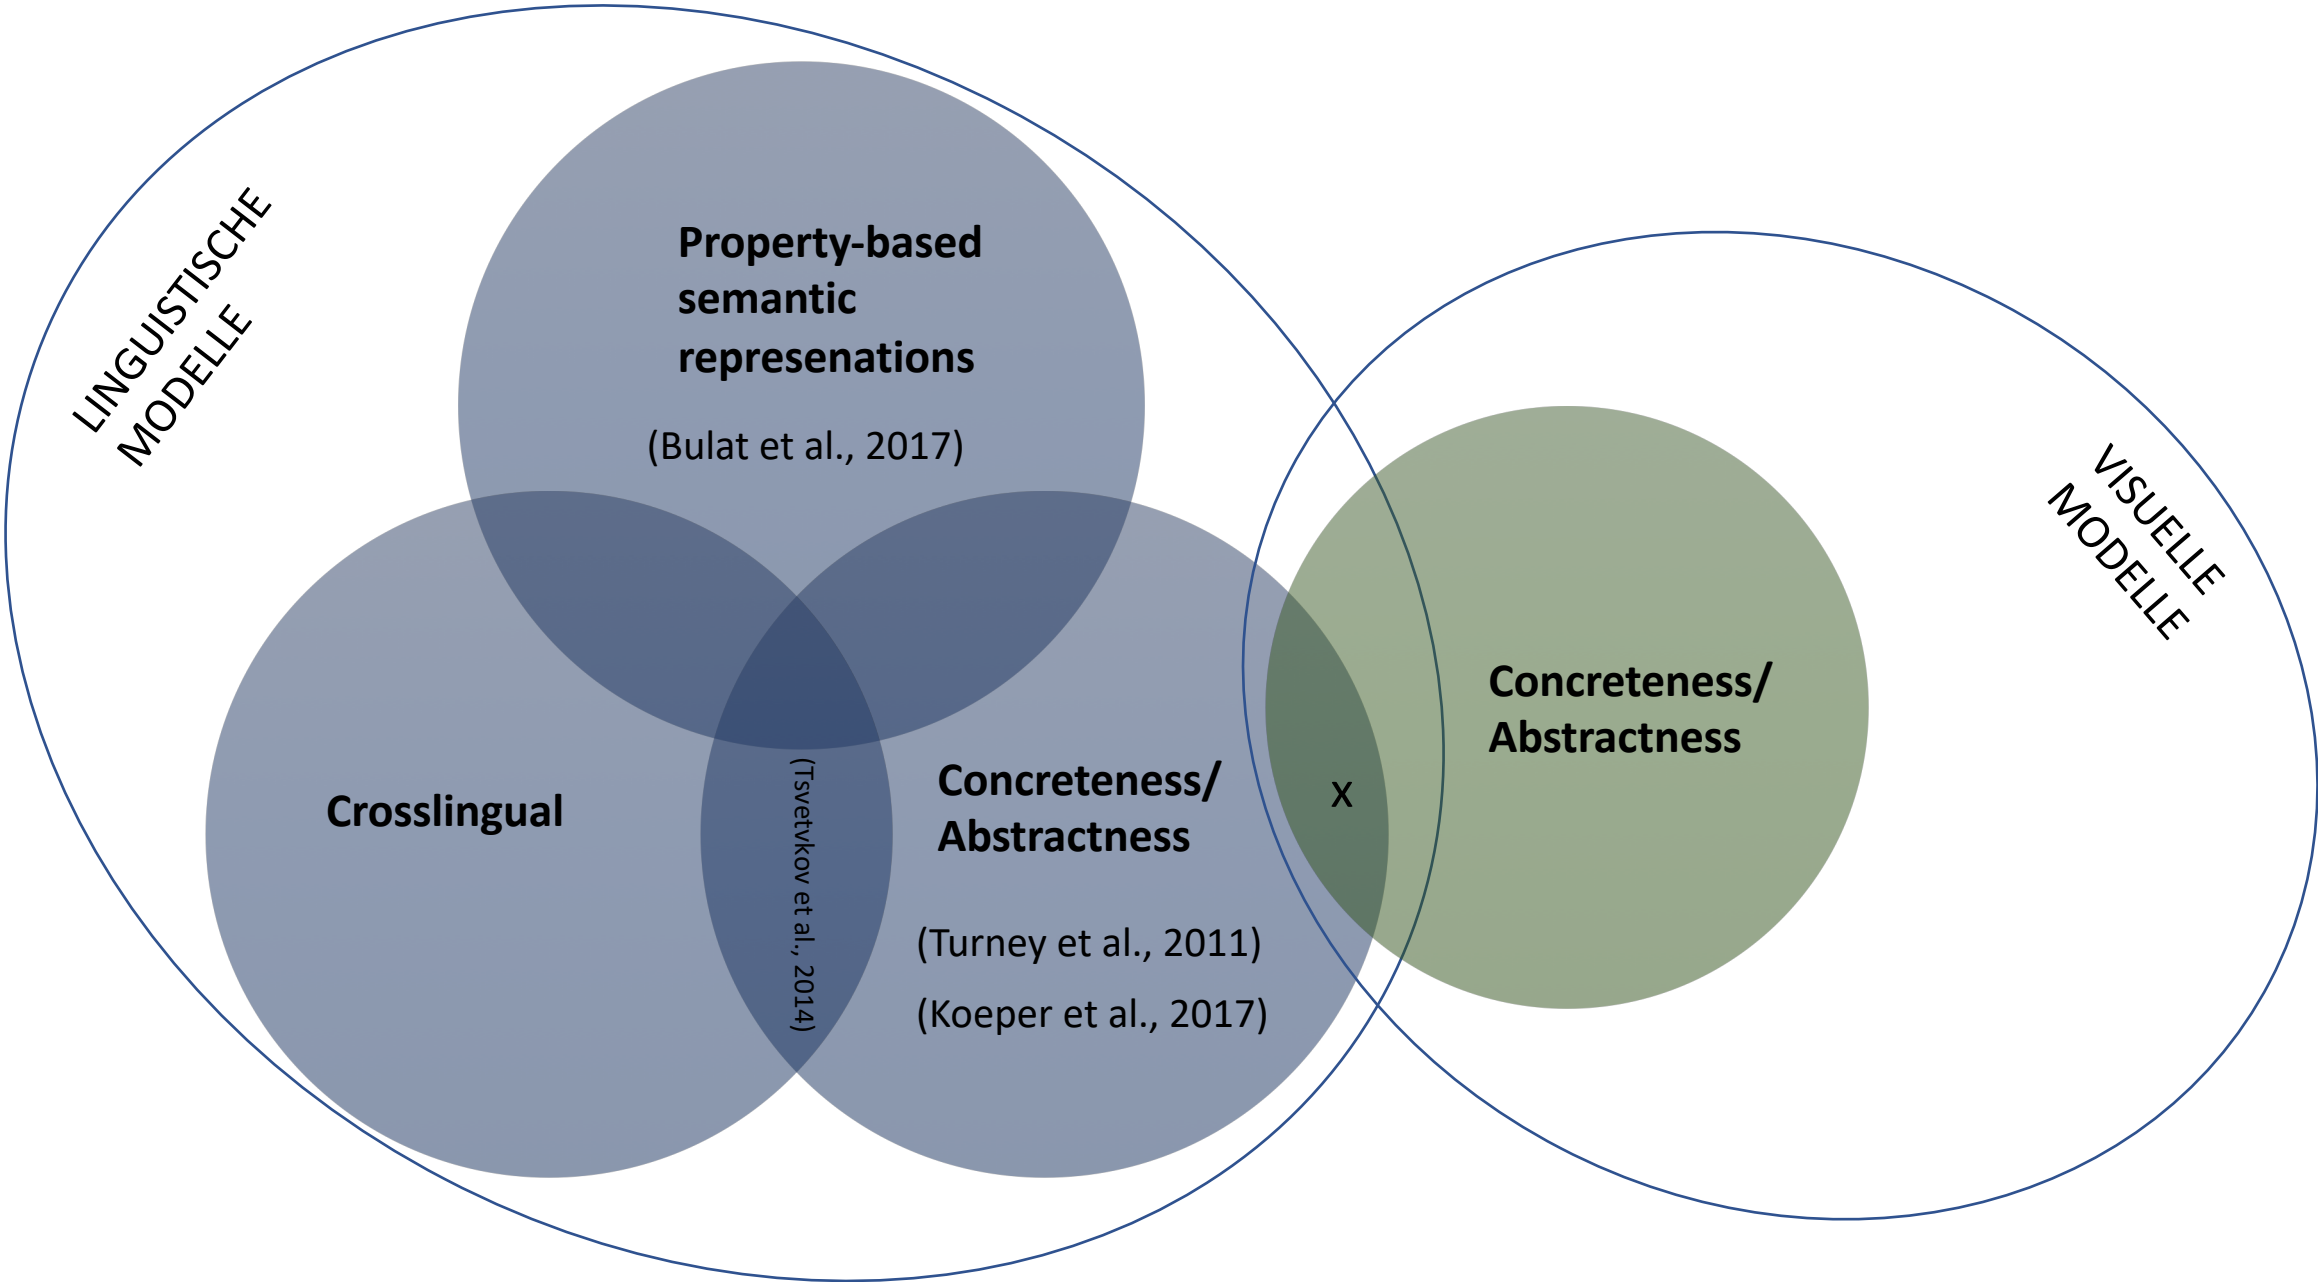 LINGUISTISCHE
MODELLE
Property-based
semantic
represenations
(Bulat et al., 2017)
Crosslingual
(Tsvetvkov et al., 2014)
Concreteness/
Abstractness
(Turney et al., 2011)
(Koeper et al., 2017)
x
Concreteness/
Abstractness
VISUELLE
MODELLE